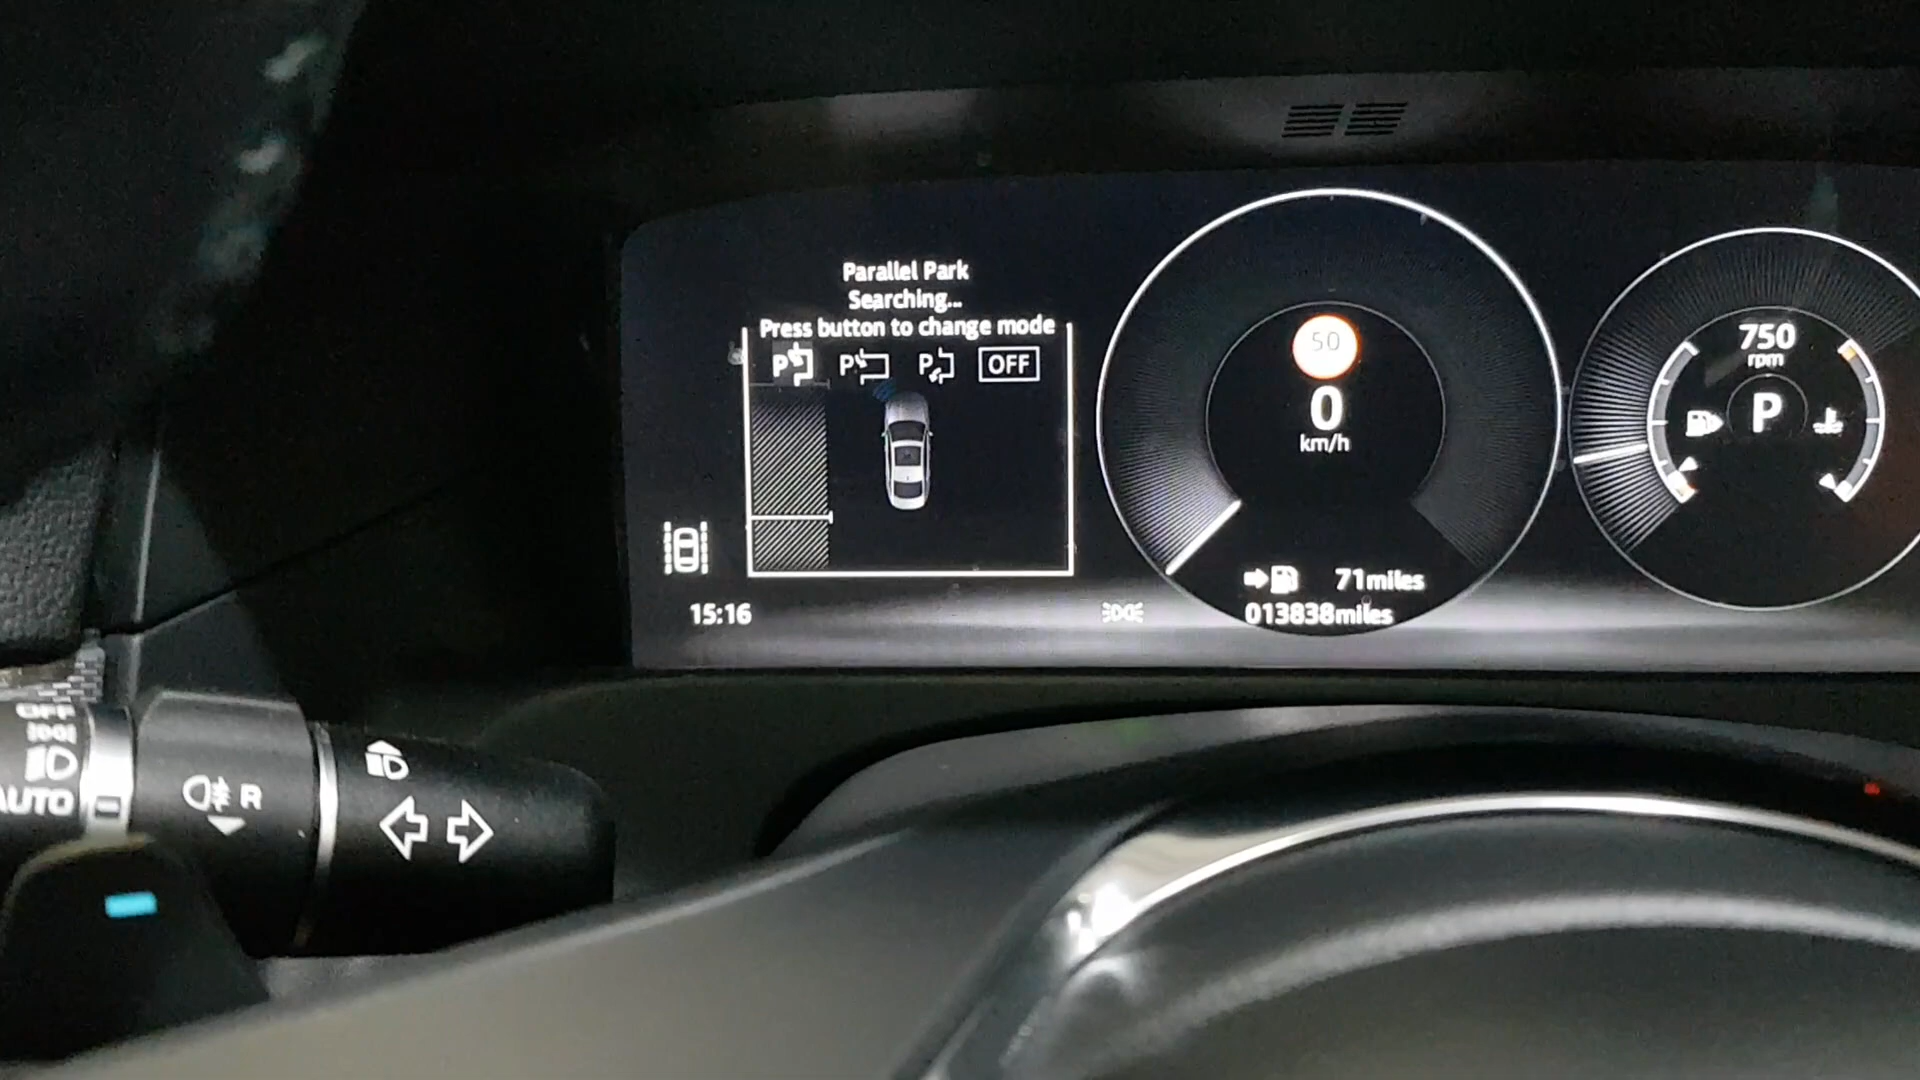 Parallel Park
Searching...
Press button to change mode
P P P OFF
50
0
km/h
750
rpm
P
71miles
15:16
013838miles
OFF
AUTO
R